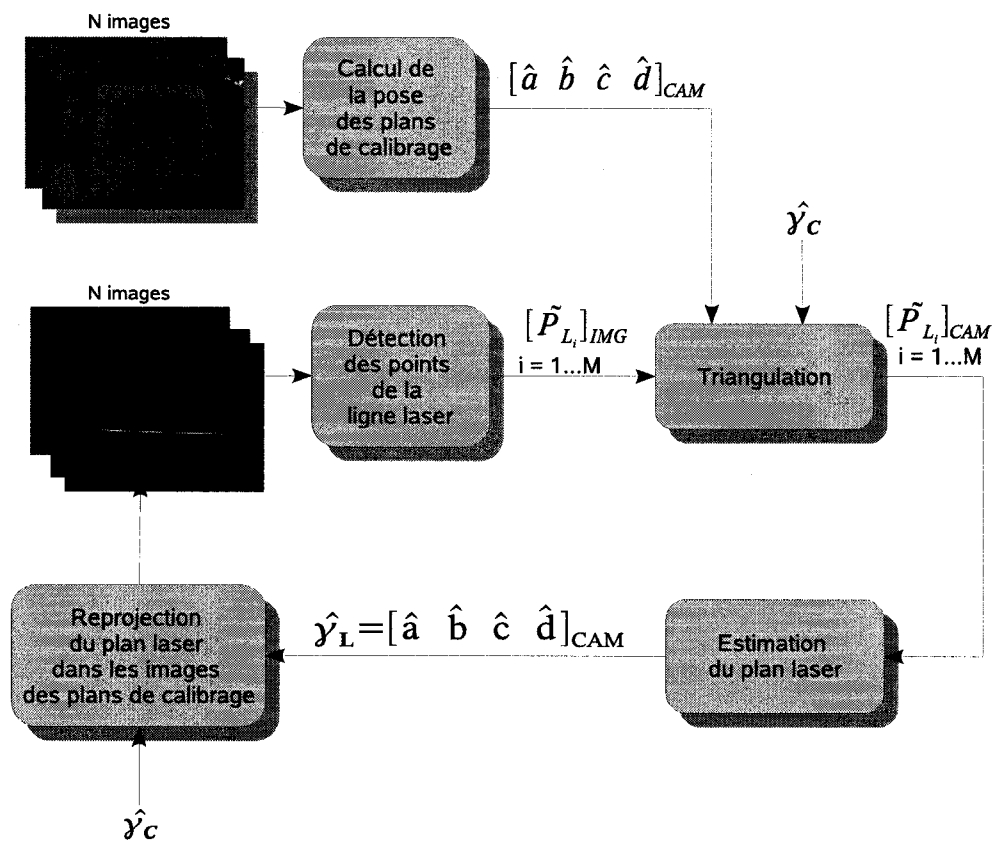 N images
Calcul de
la pose
des plans
de calibrage
[â b̂ ĉ d̂]CAM
γ̂C
N images
Détection
des points
de la
ligne laser
[P̃Li]IMG
i = 1...M
Triangulation
[P̃Li]CAM
i = 1...M
Reprojection
du plan laser
dans les images
des plans de calibrage
γ̂L=[â b̂ ĉ d̂]CAM
Estimation
du plan laser
γ̂C